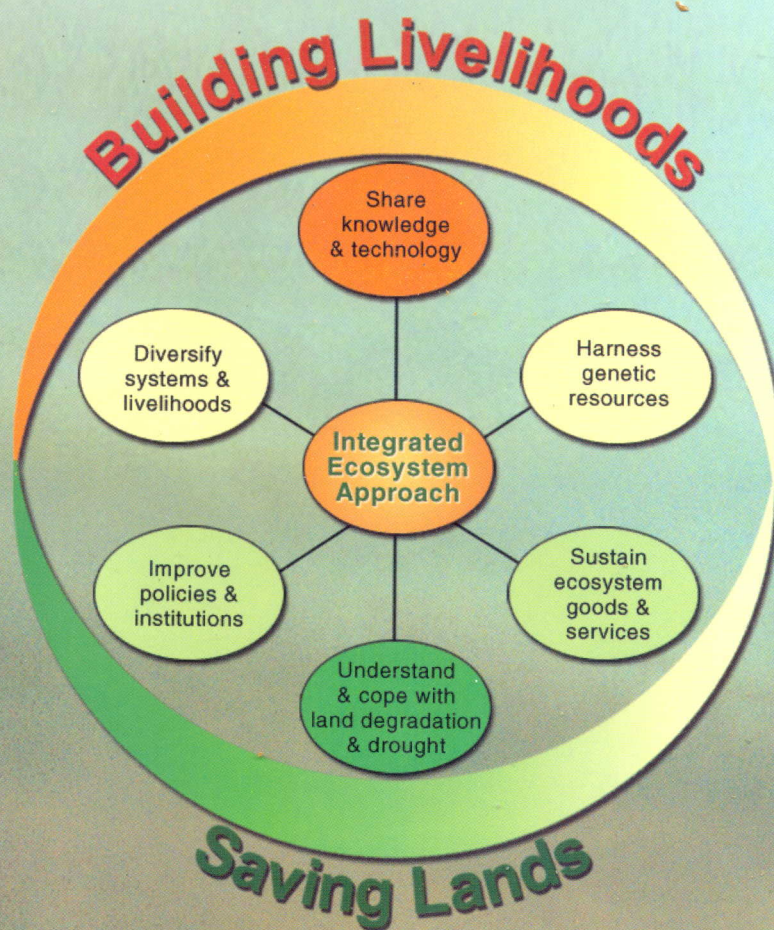 Building Livelihoods
Share
knowledge
& technology
Diversify
systems &
livelihoods
Harness
genetic
resources
Integrated
Ecosystem
Approach
Improve
policies &
institutions
Sustain
ecosystem
goods &
services
Understand
& cope with
land degradation
& drought
Saving Lands